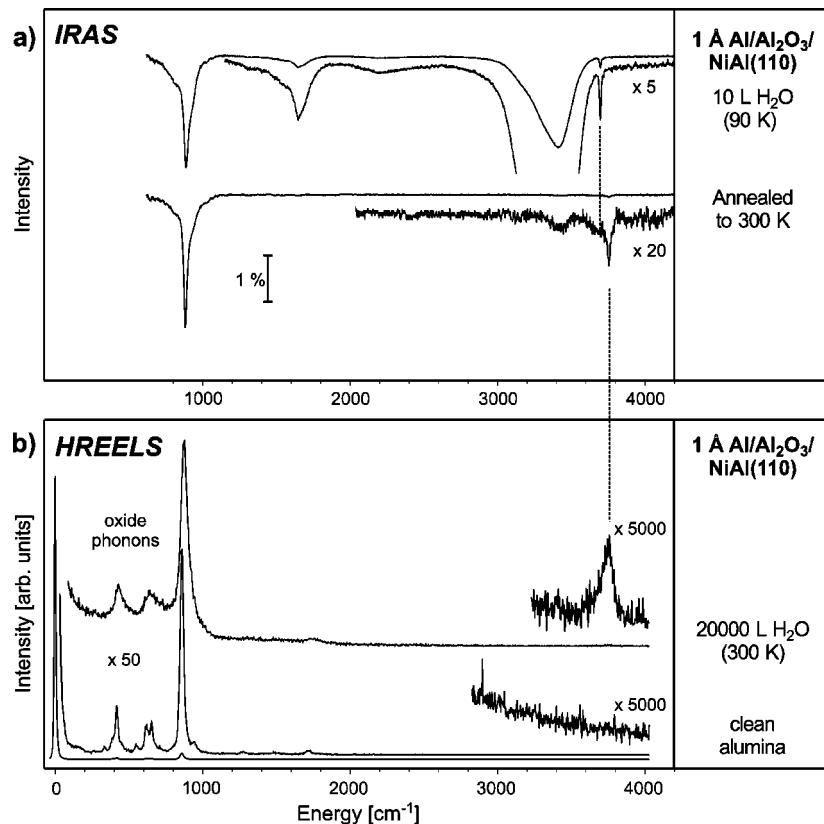 a) IRAS
1 Å Al/Al₂O₃/
NiAl(110)
10 L H₂O
(90 K)
x 5
Annealed
to 300 K
x 20
1 %
Intensity
1000 2000 3000 4000
b) HREELS
1 Å Al/Al₂O₃/
NiAl(110)
oxide
phonons
x 5000
20000 L H₂O
(300 K)
x 50
x 5000
clean
alumina
Intensity [arb. units]
0 1000 2000 3000 4000
Energy [cm⁻¹]